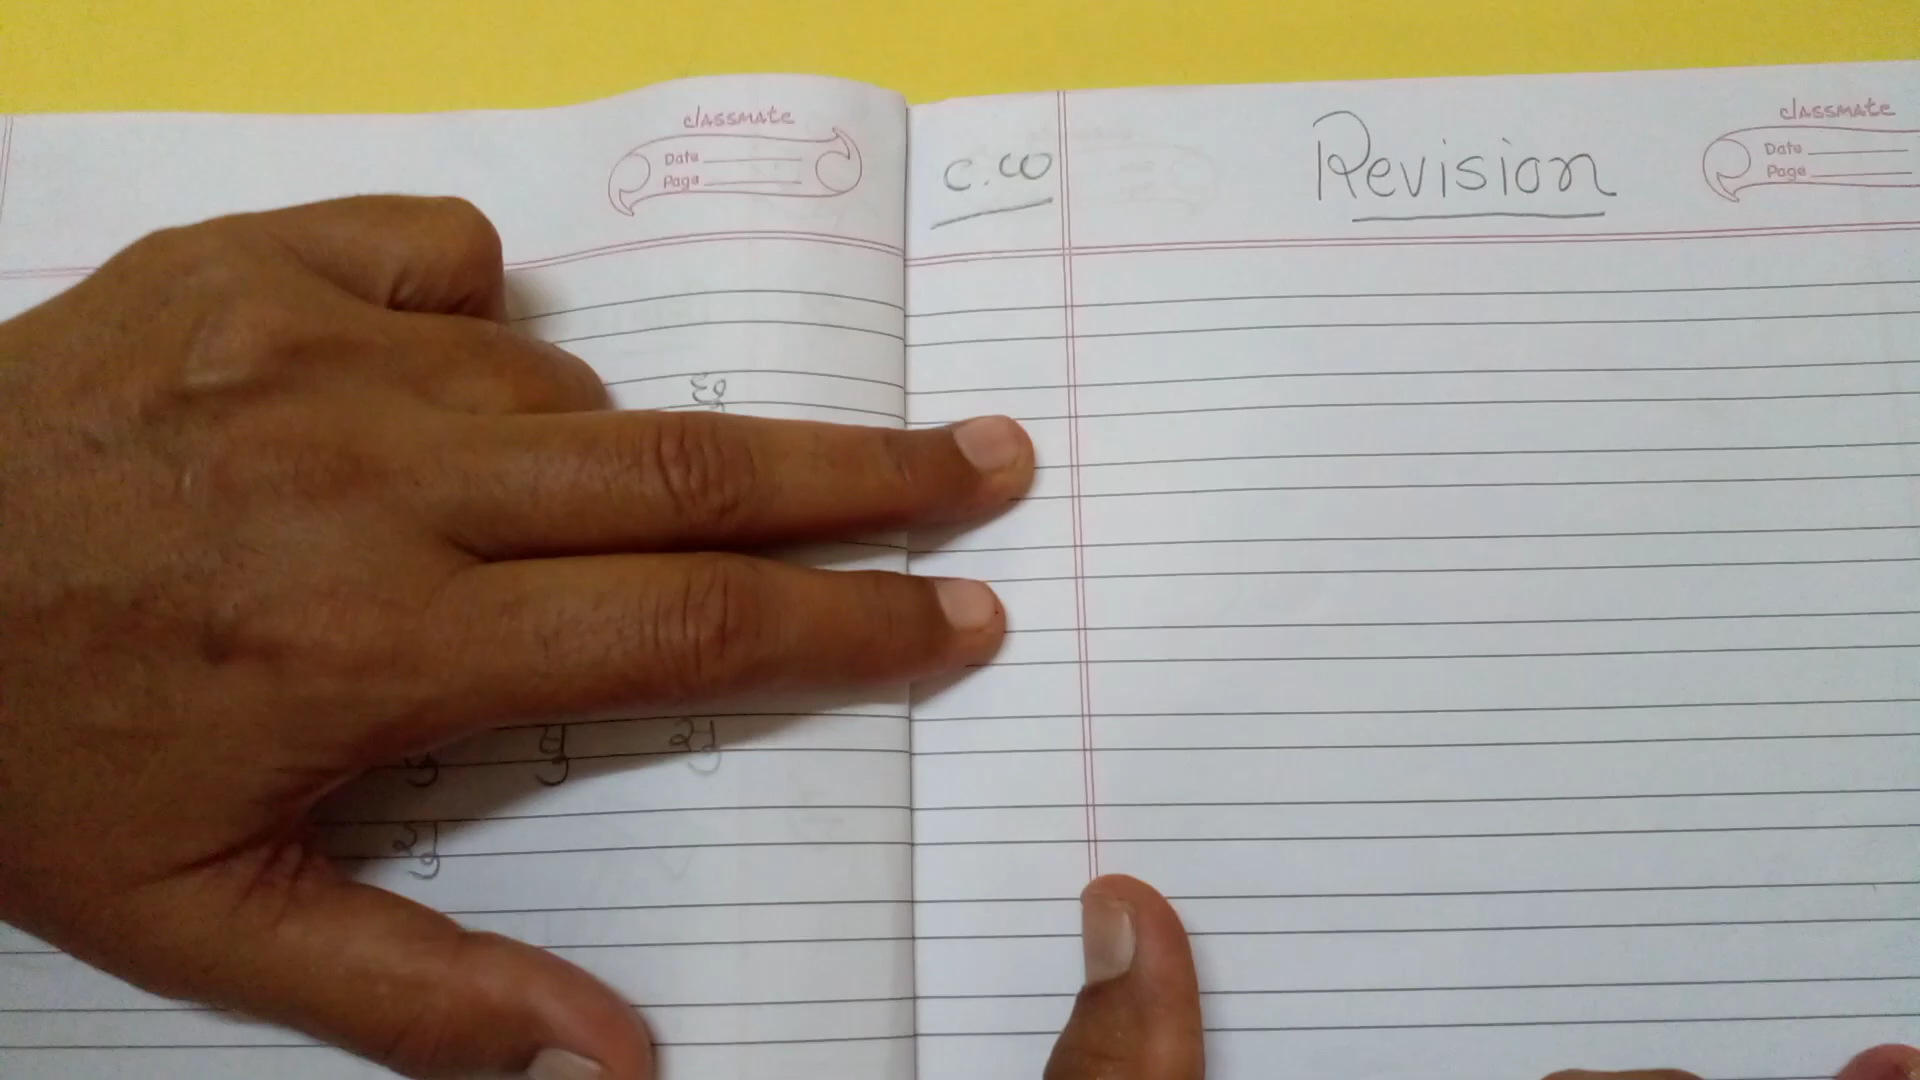 classmate
Date
Page
छु
यु सु
सु
C.W Revision
classmate
Date
Page